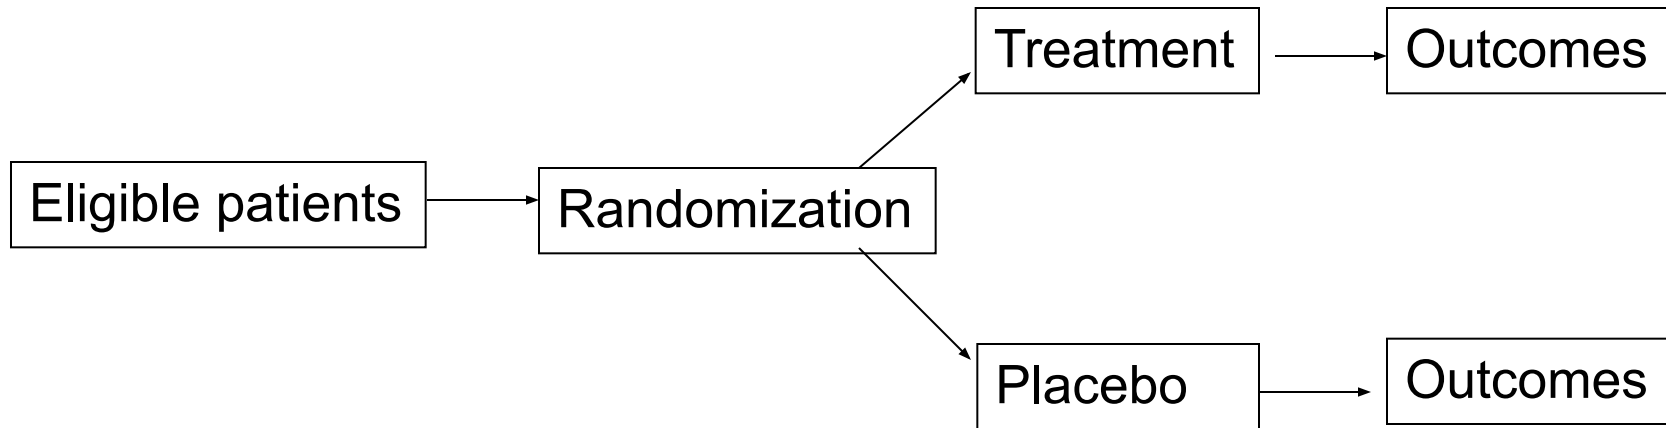 Treatment
Outcomes
Eligible patients
Randomization
Placebo
Outcomes